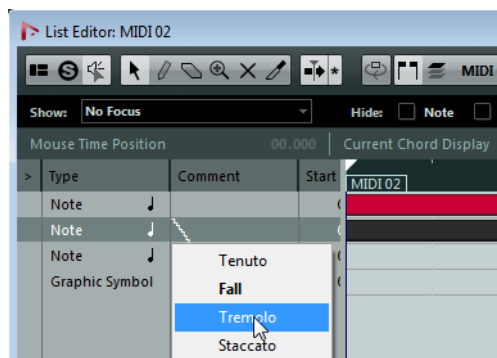 List Editor: MIDI 02
MIDI
Show: No Focus Hide: Note
Mouse Time Position 00.000 Current Chord Display
> Type Comment Start MIDI 02
Note
Note
Note
Graphic Symbol
Tenuto
Fall
Tremolo
Staccato